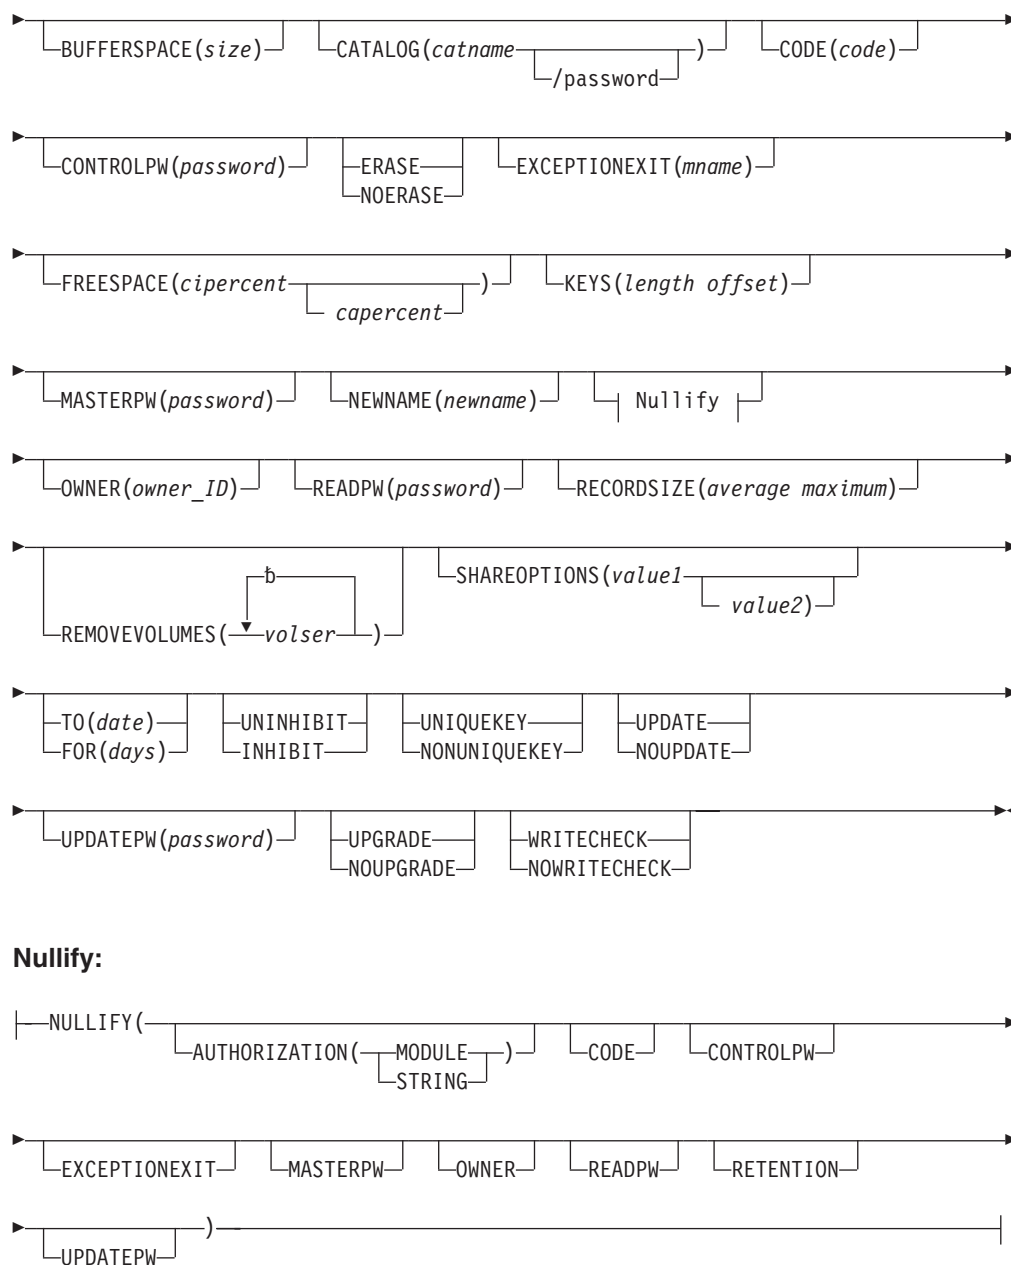 BUFFERSPACE(size) CATALOG(catname ) CODE(code)
/password
CONTROLPW(password) ERASE EXCEPTIONEXIT(mname)
NOERASE
FREESPACE(cipercent ) KEYS(length offset)
capercent
MASTERPW(password) NEWNAME(newname) Nullify
OWNER(owner_ID) READPW(password) RECORDSIZE(average maximum)
ƀ SHAREOPTIONS(value1
value2)
REMOVEVOLUMES( volser )
TO(date) UNINHIBIT UNIQUEKEY UPDATE
FOR(days) INHIBIT NONUNIQUEKEY NOUPDATE
UPDATEPW(password) UPGRADE WRITECHECK
NOUPGRADE NOWRITECHECK
Nullify:
NULLIFY(
AUTHORIZATION( MODULE ) CODE CONTROLPW
STRING
EXCEPTIONEXIT MASTERPW OWNER READPW RETENTION
)
UPDATEPW